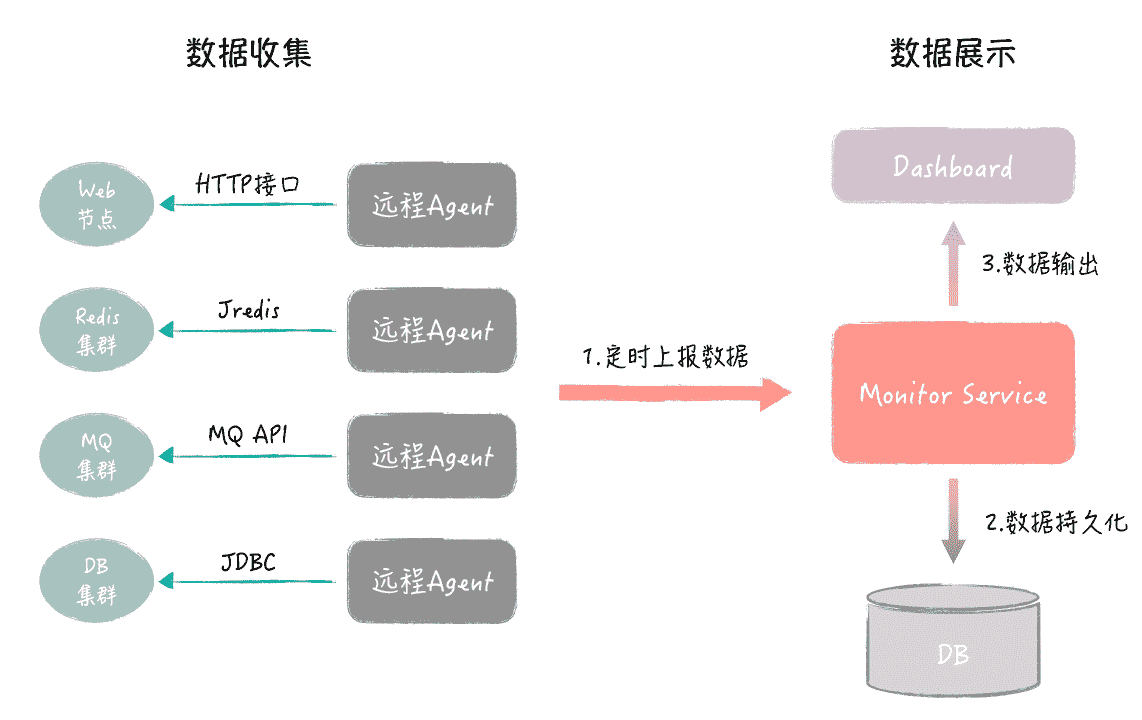 数据收集
数据展示
Web
节点
HTTP接口
远程Agent
Redis
集群
Jredis
远程Agent
MQ
集群
MQ API
远程Agent
DB
集群
JDBC
远程Agent
1.定时上报数据
Dashboard
3.数据输出
Monitor Service
2.数据持久化
DB